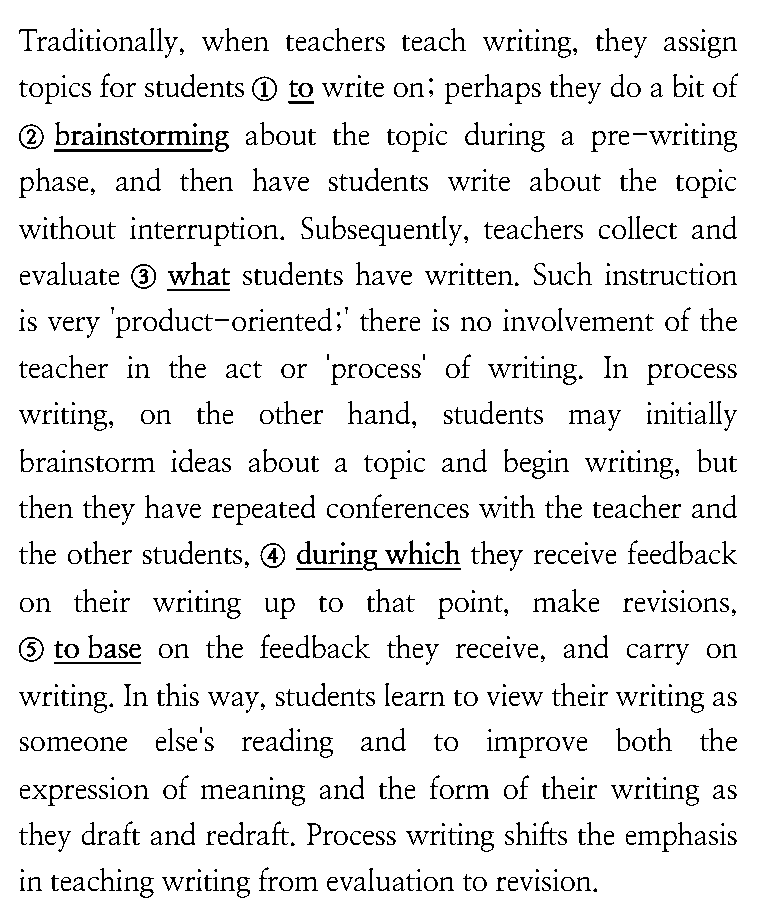 Traditionally, when teachers teach writing, they assign
topics for students ① to write on; perhaps they do a bit of
② brainstorming about the topic during a pre-writing
phase, and then have students write about the topic
without interruption. Subsequently, teachers collect and
evaluate ③ what students have written. Such instruction
is very 'product-oriented;' there is no involvement of the
teacher in the act or 'process' of writing. In process
writing, on the other hand, students may initially
brainstorm ideas about a topic and begin writing, but
then they have repeated conferences with the teacher and
the other students, ④ during which they receive feedback
on their writing up to that point, make revisions,
⑤ to base on the feedback they receive, and carry on
writing. In this way, students learn to view their writing as
someone else's reading and to improve both the
expression of meaning and the form of their writing as
they draft and redraft. Process writing shifts the emphasis
in teaching writing from evaluation to revision.